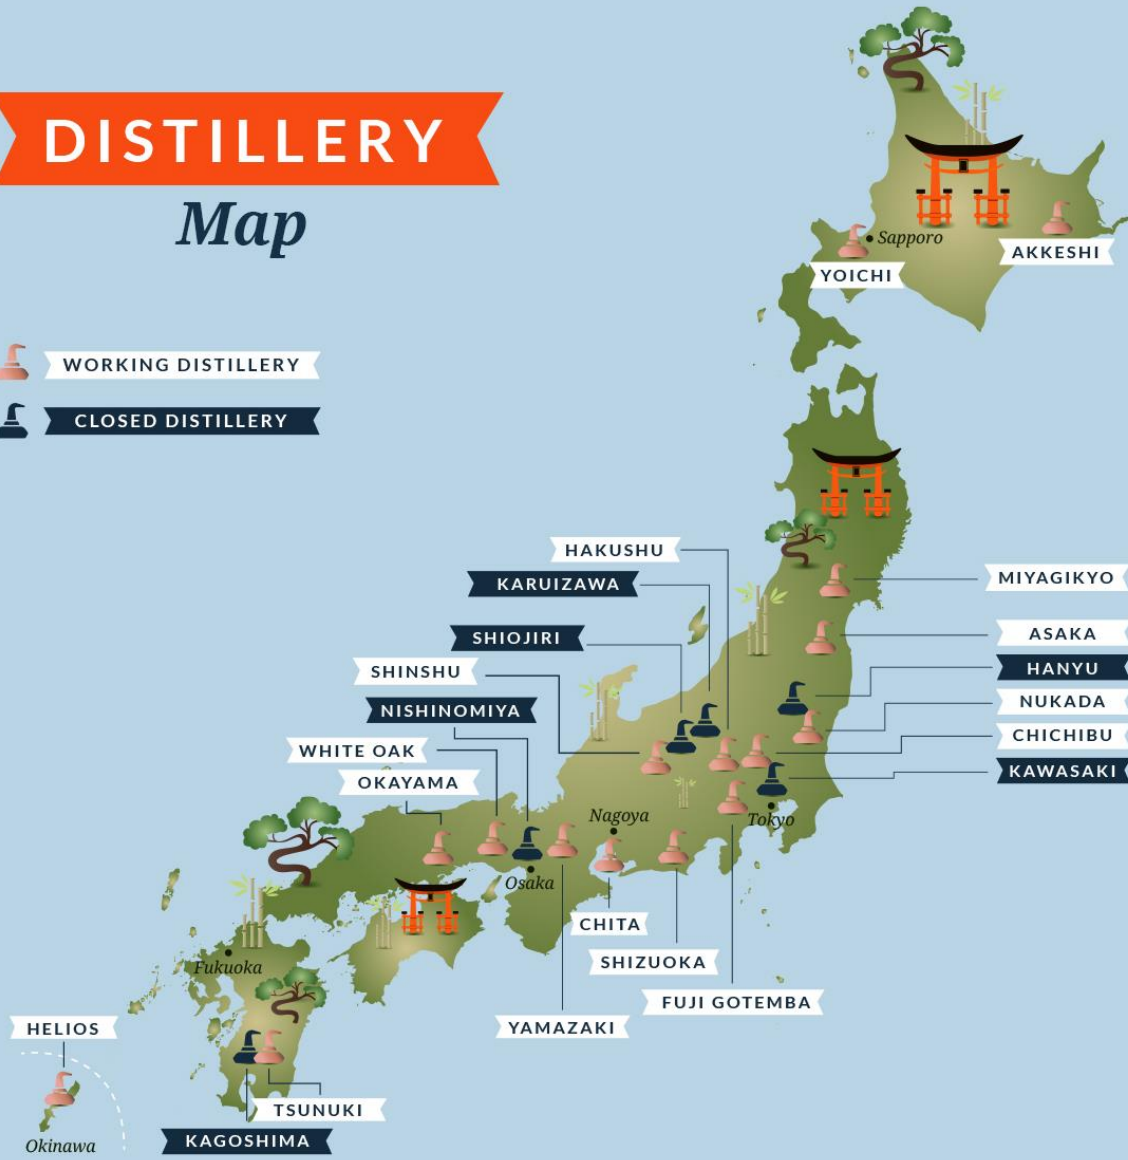 DISTILLERY
Map
WORKING DISTILLERY
CLOSED DISTILLERY
Sapporo
AKKESHI
YOICHI
HAKUSHU
KARUIZAWA
MIYAGIKYO
SHIOJIRI
ASAKA
SHINSHU
HANYU
NISHINOMIYA
NUKADA
WHITE OAK
CHICHIBU
OKAYAMA
KAWASAKI
Nagoya
Tokyo
Osaka
CHITA
SHIZUOKA
Fukuoka
FUJI GOTEMBA
HELIOS
YAMAZAKI
TSUNUKI
KAGOSHIMA
Okinawa